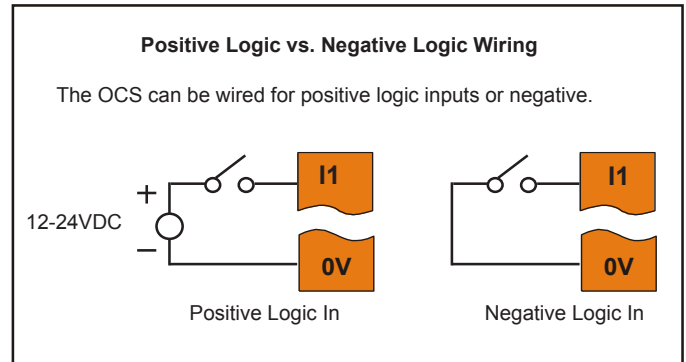 Positive Logic vs. Negative Logic Wiring
The OCS can be wired for positive logic inputs or negative.
+
12-24VDC
–
I1
0V
Positive Logic In
I1
0V
Negative Logic In